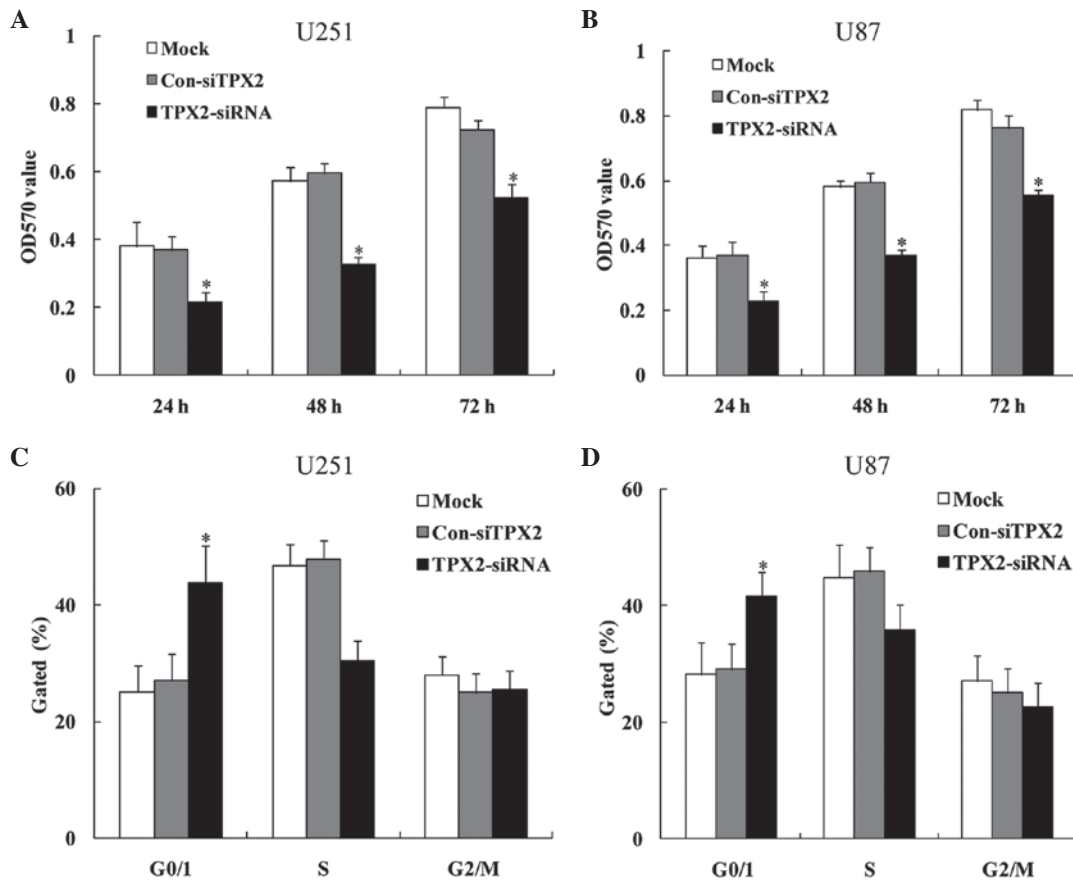 A
U251
1
0.8
0.6
0.4
0.2
0
OD570 value
Mock
Con-siTPX2
TPX2-siRNA
*
*
*
24 h
48 h
72 h
B
U87
1
0.8
0.6
0.4
0.2
0
OD570 value
Mock
Con-siTPX2
TPX2-siRNA
*
*
*
24 h
48 h
72 h
C
U251
60
40
20
0
Gated (%)
Mock
Con-siTPX2
TPX2-siRNA
*
G0/1
S
G2/M
D
U87
60
40
20
0
Gated (%)
Mock
Con-siTPX2
TPX2-siRNA
*
G0/1
S
G2/M